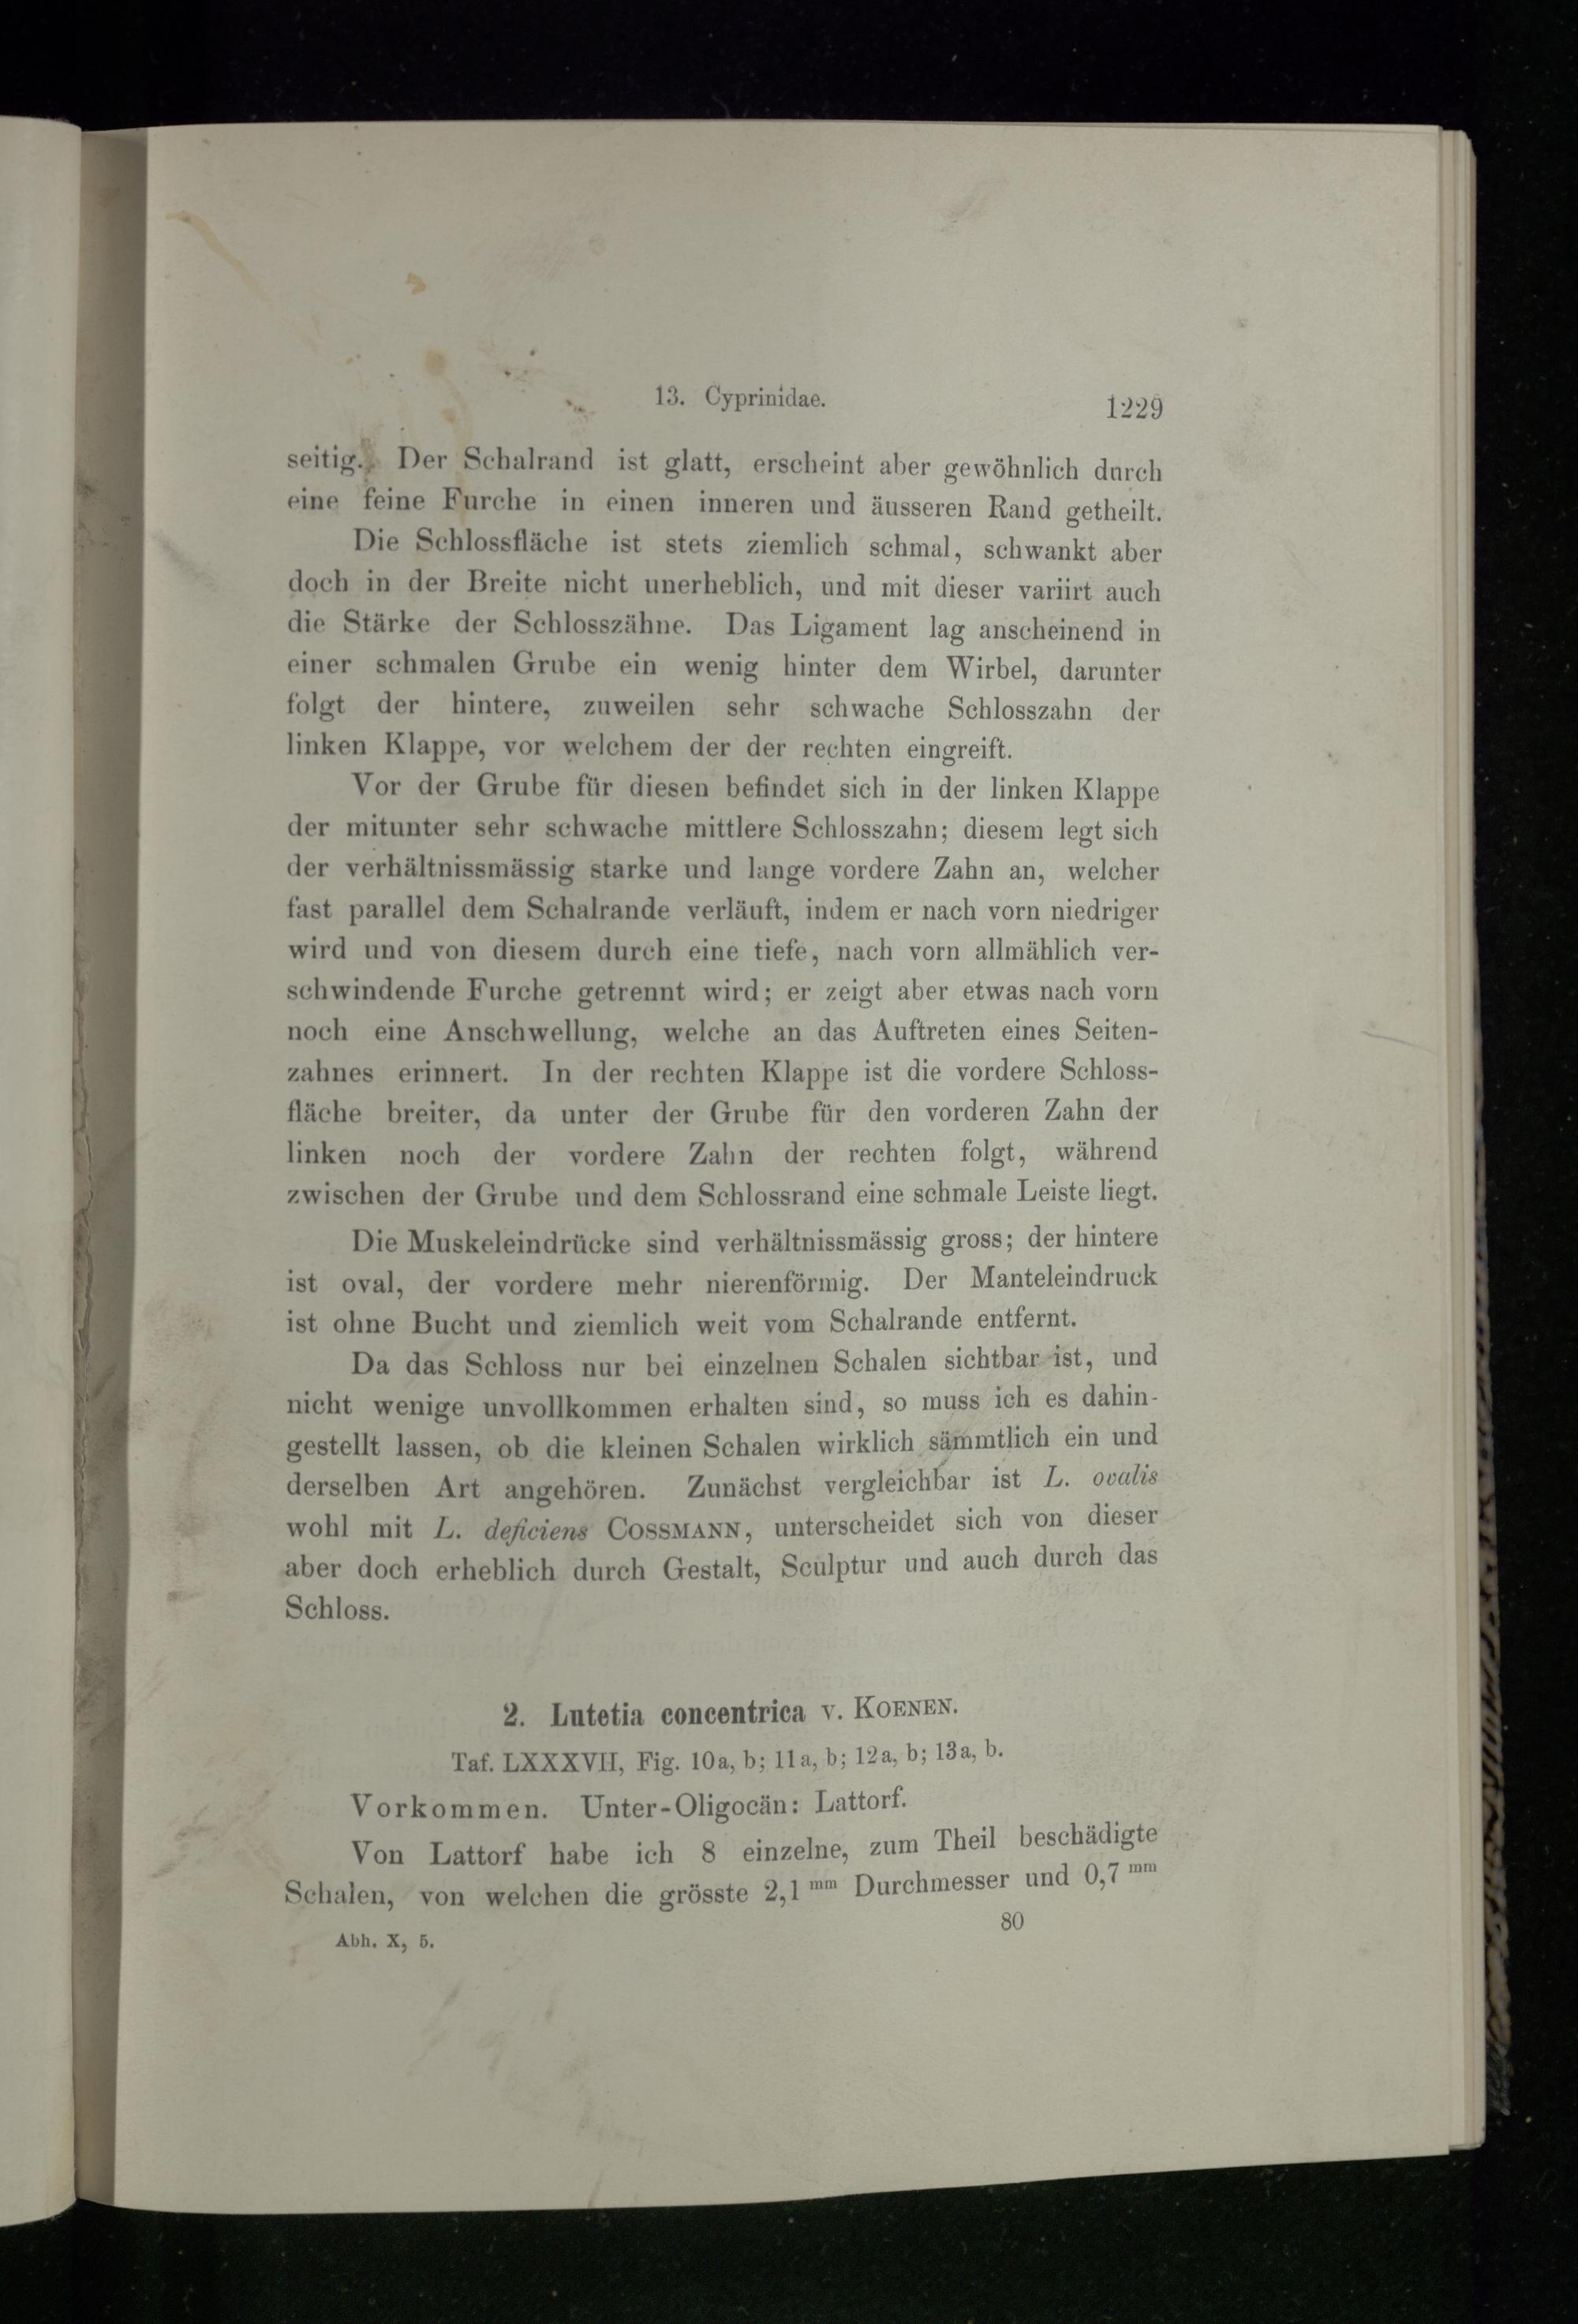 13. Cyprinidae.
1229
seitig. Der Schalrand ist glatt, erscheint aber gewöhnlich durch
eine feine Furche in einen inneren und äusseren Rand getheilt.
Die Schlossfläche ist stets ziemlich schmal, schwankt aber
doch in der Breite nicht unerheblich, und mit dieser variirt auch
die Stärke der Schlosszähne. Das Ligament lag anscheinend in
einer schmalen Grube ein wenig hinter dem Wirbel, darunter
folgt der hintere, zuweilen sehr schwache Schlosszahn der
linken Klappe, vor welchem der der rechten eingreift.
Vor der Grube für diesen befindet sich in der linken Klappe
der mitunter sehr schwache mittlere Schlosszahn; diesem legt sich
der verhältnissmässig starke und lange vordere Zahn an, welcher
fast parallel dem Schalrande verläuft, indem er nach vorn niedriger
wird und von diesem durch eine tiefe, nach vorn allmählich ver-
schwindende Furche getrennt wird; er zeigt aber etwas nach vorn
noch eine Anschwellung, welche an das Auftreten eines Seiten-
zahnes erinnert. In der rechten Klappe ist die vordere Schloss-
fläche breiter, da unter der Grube für den vorderen Zahn der
linken noch der vordere Zahn der rechten folgt, während
zwischen der Grube und dem Schlossrand eine schmale Leiste liegt.
Die Muskeleindrücke sind verhältnissmässig gross; der hintere
ist oval, der vordere mehr nierenförmig. Der Manteleindruck
ist ohne Bucht und ziemlich weit vom Schalrande entfernt.
Da das Schloss nur bei einzelnen Schalen sichtbar ist, und
nicht wenige unvollkommen erhalten sind, so muss ich es dahin-
gestellt lassen, ob die kleinen Schalen wirklich sämmtlich ein und
derselben Art angehören. Zunächst vergleichbar ist L. ovalis
wohl mit L. deficiens COSSMANN, unterscheidet sich von dieser
aber doch erheblich durch Gestalt, Sculptur und auch durch das
Schloss.
2. Lutetia concentrica v. KOENEN.
Taf. LXXXVII, Fig. 10a, b; 11a, b; 12a, b; 13a, b.
Vorkommen. Unter-Oligocän: Lattorf.
Von Lattorf habe ich 8 einzelne, zum Theil beschädigte
Schalen, von welchen die grösste 2,1 mm Durchmesser und 0,7 mm
Abh. X, 5.
80